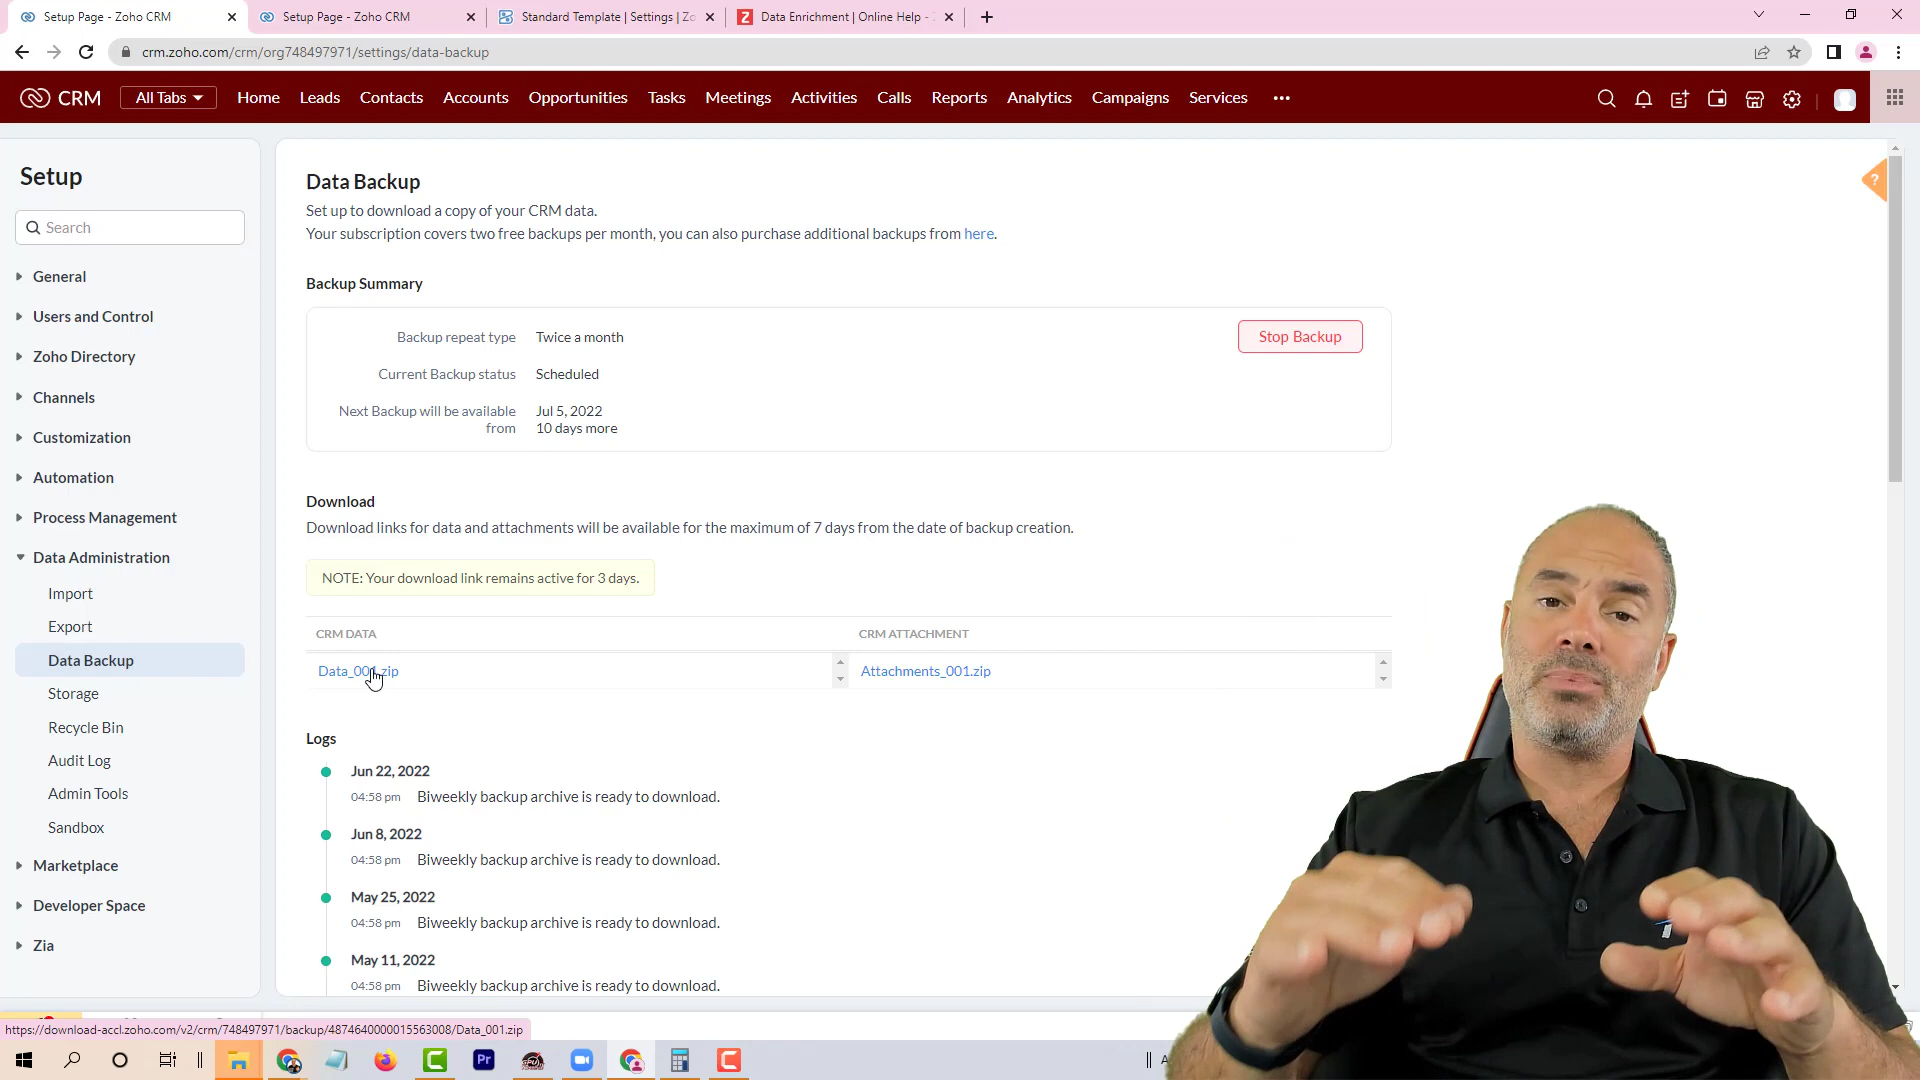 Setup Page - Zoho CRM
Setup Page - Zoho CRM
Standard Template | Settings | Zo
Data Enrichment | Online Help -
crm.zoho.com/crm/org748497971/settings/data-backup
CRM
All Tabs
Home
Leads
Contacts
Accounts
Opportunities
Tasks
Meetings
Activities
Calls
Reports
Analytics
Campaigns
Services
Setup
Search
General
Users and Control
Zoho Directory
Channels
Customization
Automation
Process Management
Data Administration
Import
Export
Data Backup
Storage
Recycle Bin
Audit Log
Admin Tools
Sandbox
Marketplace
Developer Space
Zia
Data Backup
Set up to download a copy of your CRM data.
Your subscription covers two free backups per month, you can also purchase additional backups from here.
Backup Summary
Backup repeat type Twice a month
Stop Backup
Current Backup status Scheduled
Next Backup will be available Jul 5, 2022
from 10 days more
Download
Download links for data and attachments will be available for the maximum of 7 days from the date of backup creation.
NOTE: Your download link remains active for 3 days.
CRM DATA CRM ATTACHMENT
Data_001.zip Attachments_001.zip
Logs
Jun 22, 2022
04:58 pm Biweekly backup archive is ready to download.
Jun 8, 2022
04:58 pm Biweekly backup archive is ready to download.
May 25, 2022
04:58 pm Biweekly backup archive is ready to download.
May 11, 2022
04:58 pm Biweekly backup archive is ready to download.
?
https://download-accl.zoho.com/v2/crm/748497971/backup/4874640000015563008/Data_001.zip
Pr